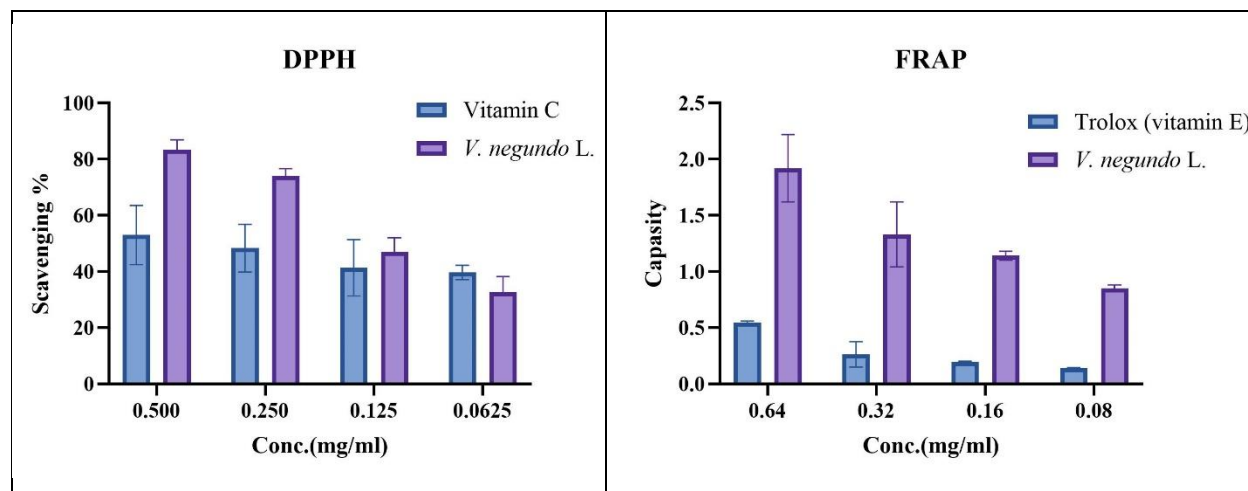 DPPH
Vitamin C
V. negundo L.
Scavenging %
100
80
60
40
20
0
0.500 0.250 0.125 0.0625
Conc.(mg/ml)
FRAP
Trolox (vitamin E)
V. negundo L.
Capasity
2.5
2.0
1.5
1.0
0.5
0.0
0.64 0.32 0.16 0.08
Conc.(mg/ml)